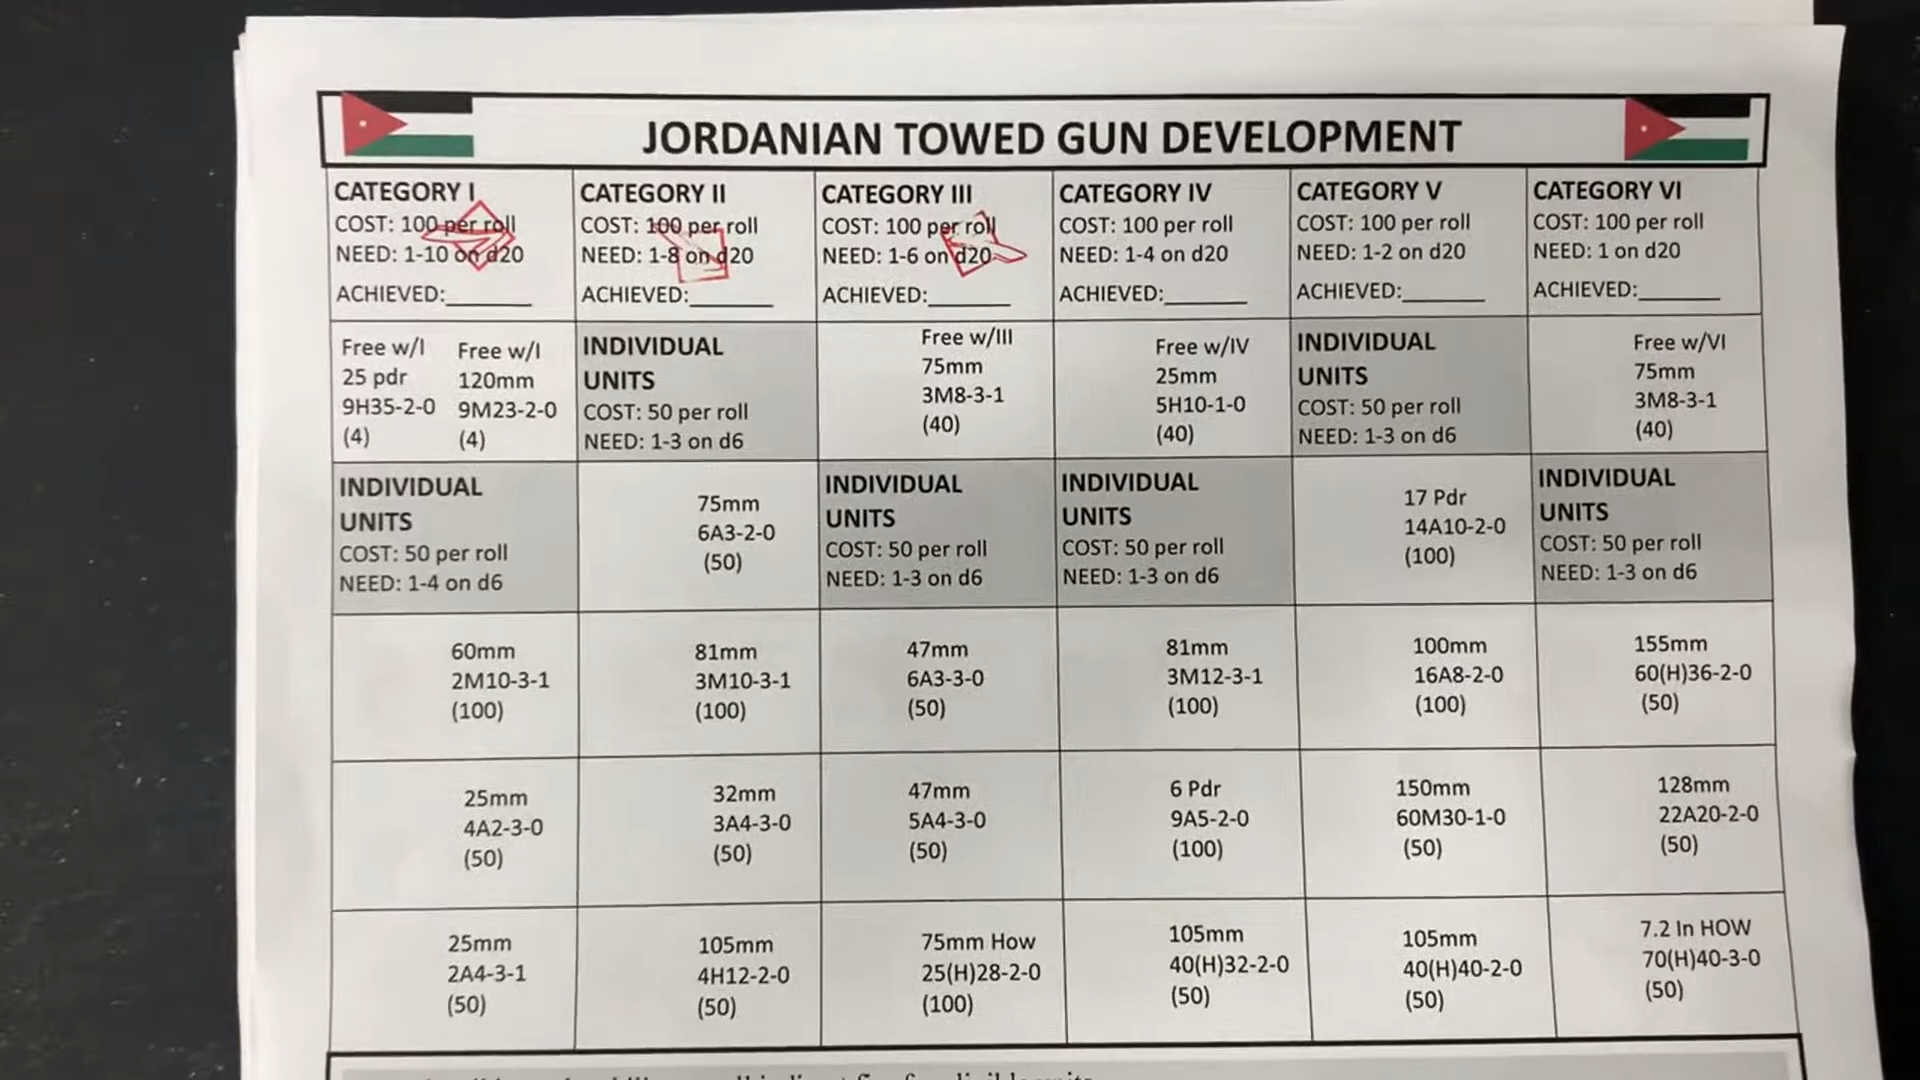 JORDANIAN TOWED GUN DEVELOPMENT
CATEGORY I
COST: 100 per roll
NEED: 1-10 on d20
ACHIEVED:_______
CATEGORY II
COST: 100 per roll
NEED: 1-8 on d20
ACHIEVED:_______
CATEGORY III
COST: 100 per roll
NEED: 1-6 on d20
ACHIEVED:_______
CATEGORY IV
COST: 100 per roll
NEED: 1-4 on d20
ACHIEVED:_______
CATEGORY V
COST: 100 per roll
NEED: 1-2 on d20
ACHIEVED:_______
CATEGORY VI
COST: 100 per roll
NEED: 1 on d20
ACHIEVED:_______
Free w/I
25 pdr
9H35-2-0
(4)
Free w/I
120mm
9M23-2-0
(4)
INDIVIDUAL
UNITS
COST: 50 per roll
NEED: 1-3 on d6
Free w/III
75mm
3M8-3-1
(40)
Free w/IV
25mm
5H10-1-0
(40)
INDIVIDUAL
UNITS
COST: 50 per roll
NEED: 1-3 on d6
Free w/VI
75mm
3M8-3-1
(40)
INDIVIDUAL
UNITS
COST: 50 per roll
NEED: 1-4 on d6
75mm
6A3-2-0
(50)
INDIVIDUAL
UNITS
COST: 50 per roll
NEED: 1-3 on d6
INDIVIDUAL
UNITS
COST: 50 per roll
NEED: 1-3 on d6
17 Pdr
14A10-2-0
(100)
INDIVIDUAL
UNITS
COST: 50 per roll
NEED: 1-3 on d6
60mm
2M10-3-1
(100)
81mm
3M10-3-1
(100)
47mm
6A3-3-0
(50)
81mm
3M12-3-1
(100)
100mm
16A8-2-0
(100)
155mm
60(H)36-2-0
(50)
25mm
4A2-3-0
(50)
32mm
3A4-3-0
(50)
47mm
5A4-3-0
(50)
6 Pdr
9A5-2-0
(100)
150mm
60M30-1-0
(50)
128mm
22A20-2-0
(50)
25mm
2A4-3-1
(50)
105mm
4H12-2-0
(50)
75mm How
25(H)28-2-0
(100)
105mm
40(H)32-2-0
(50)
105mm
40(H)40-2-0
(50)
7.2 In HOW
70(H)40-3-0
(50)